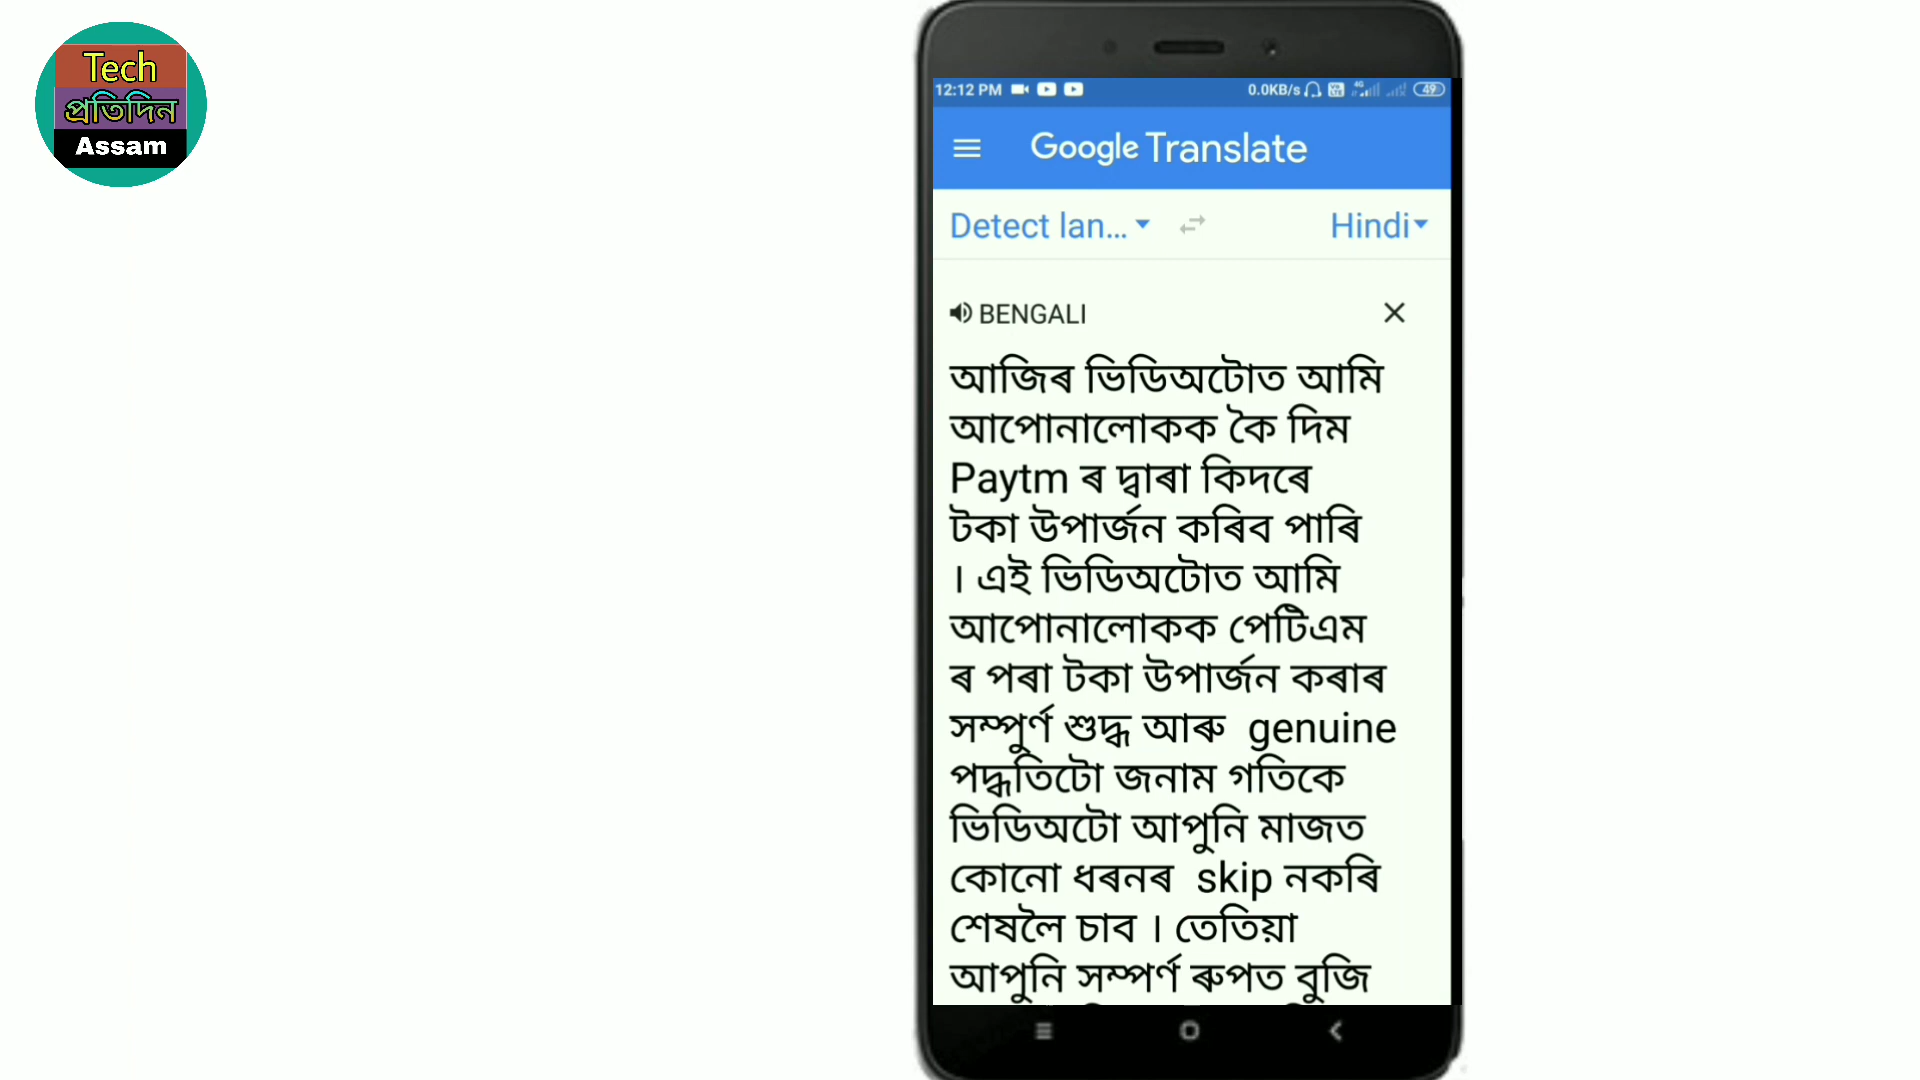 Tech
প্ৰতিদিন
Assam
12:12 PM
0.0KB/s
4G
49
Google Translate
Detect lan...
Hindi
BENGALI
আজিৰ ভিডিঅটোত আমি
আপোনালোকক কৈ দিম
Paytm ৰ দ্বাৰা কিদৰে
টকা উপাৰ্জন কৰিব পাৰি
। এই ভিডিঅটোত আমি
আপোনালোকক পেটিএম
ৰ পৰা টকা উপাৰ্জন কৰাৰ
সম্পুৰ্ণ শুদ্ধ আৰু genuine
পদ্ধতিটো জনাম গতিকে
ভিডিঅটো আপুনি মাজত
কোনো ধৰনৰ skip নকৰি
শেষলৈ চাব । তেতিয়া
আপুনি সম্পৰ্ণ ৰুপত বুজি